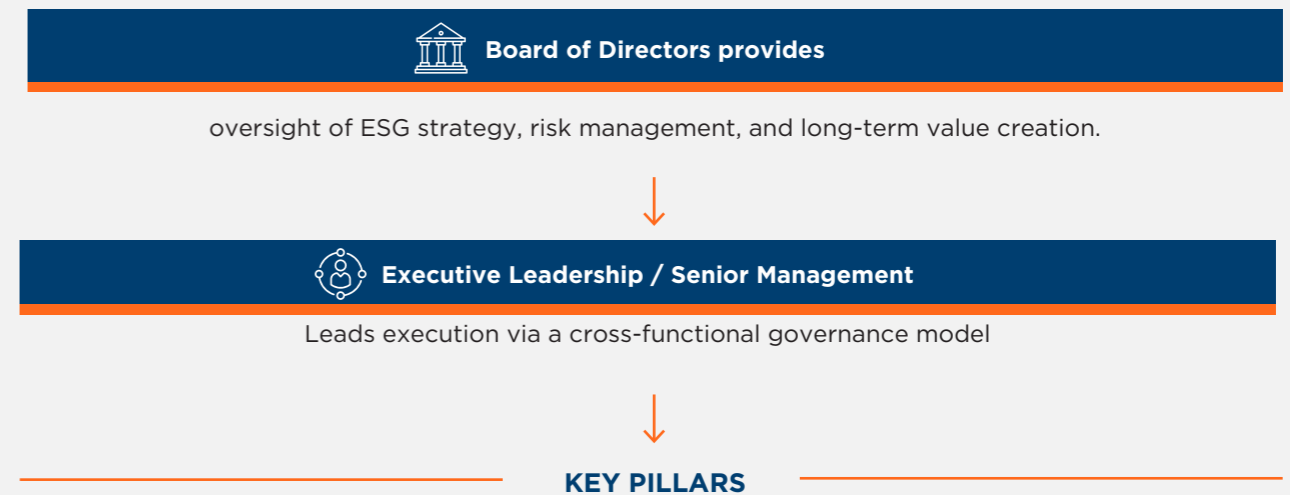 Board of Directors provides
oversight of ESG strategy, risk management, and long-term value creation.
Executive Leadership / Senior Management
Leads execution via a cross-functional governance model
KEY PILLARS